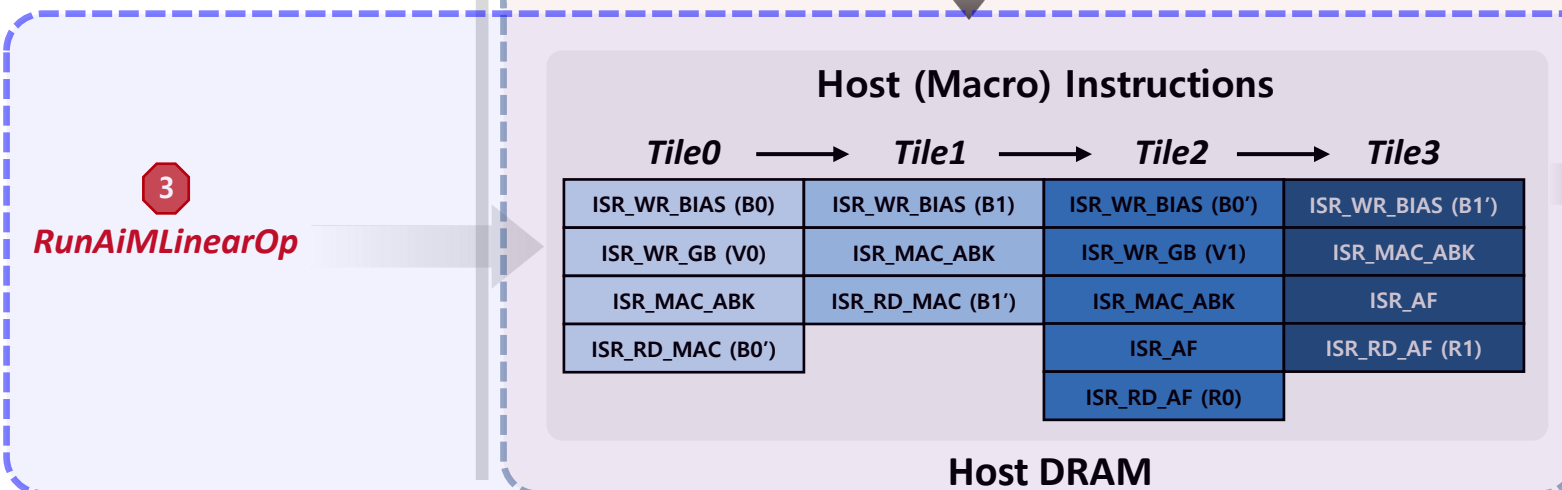 Host (Macro) Instructions
3
RunAiMLinearOp
Tile0 Tile1 Tile2 Tile3
ISR_WR_BIAS (B0) ISR_WR_BIAS (B1) ISR_WR_BIAS (B0’) ISR_WR_BIAS (B1’)
ISR_WR_GB (V0) ISR_MAC_ABK ISR_WR_GB (V1) ISR_MAC_ABK
ISR_MAC_ABK ISR_RD_MAC (B1’) ISR_MAC_ABK ISR_AF
ISR_RD_MAC (B0’) ISR_AF ISR_RD_AF (R1)
ISR_RD_AF (R0)
Host DRAM